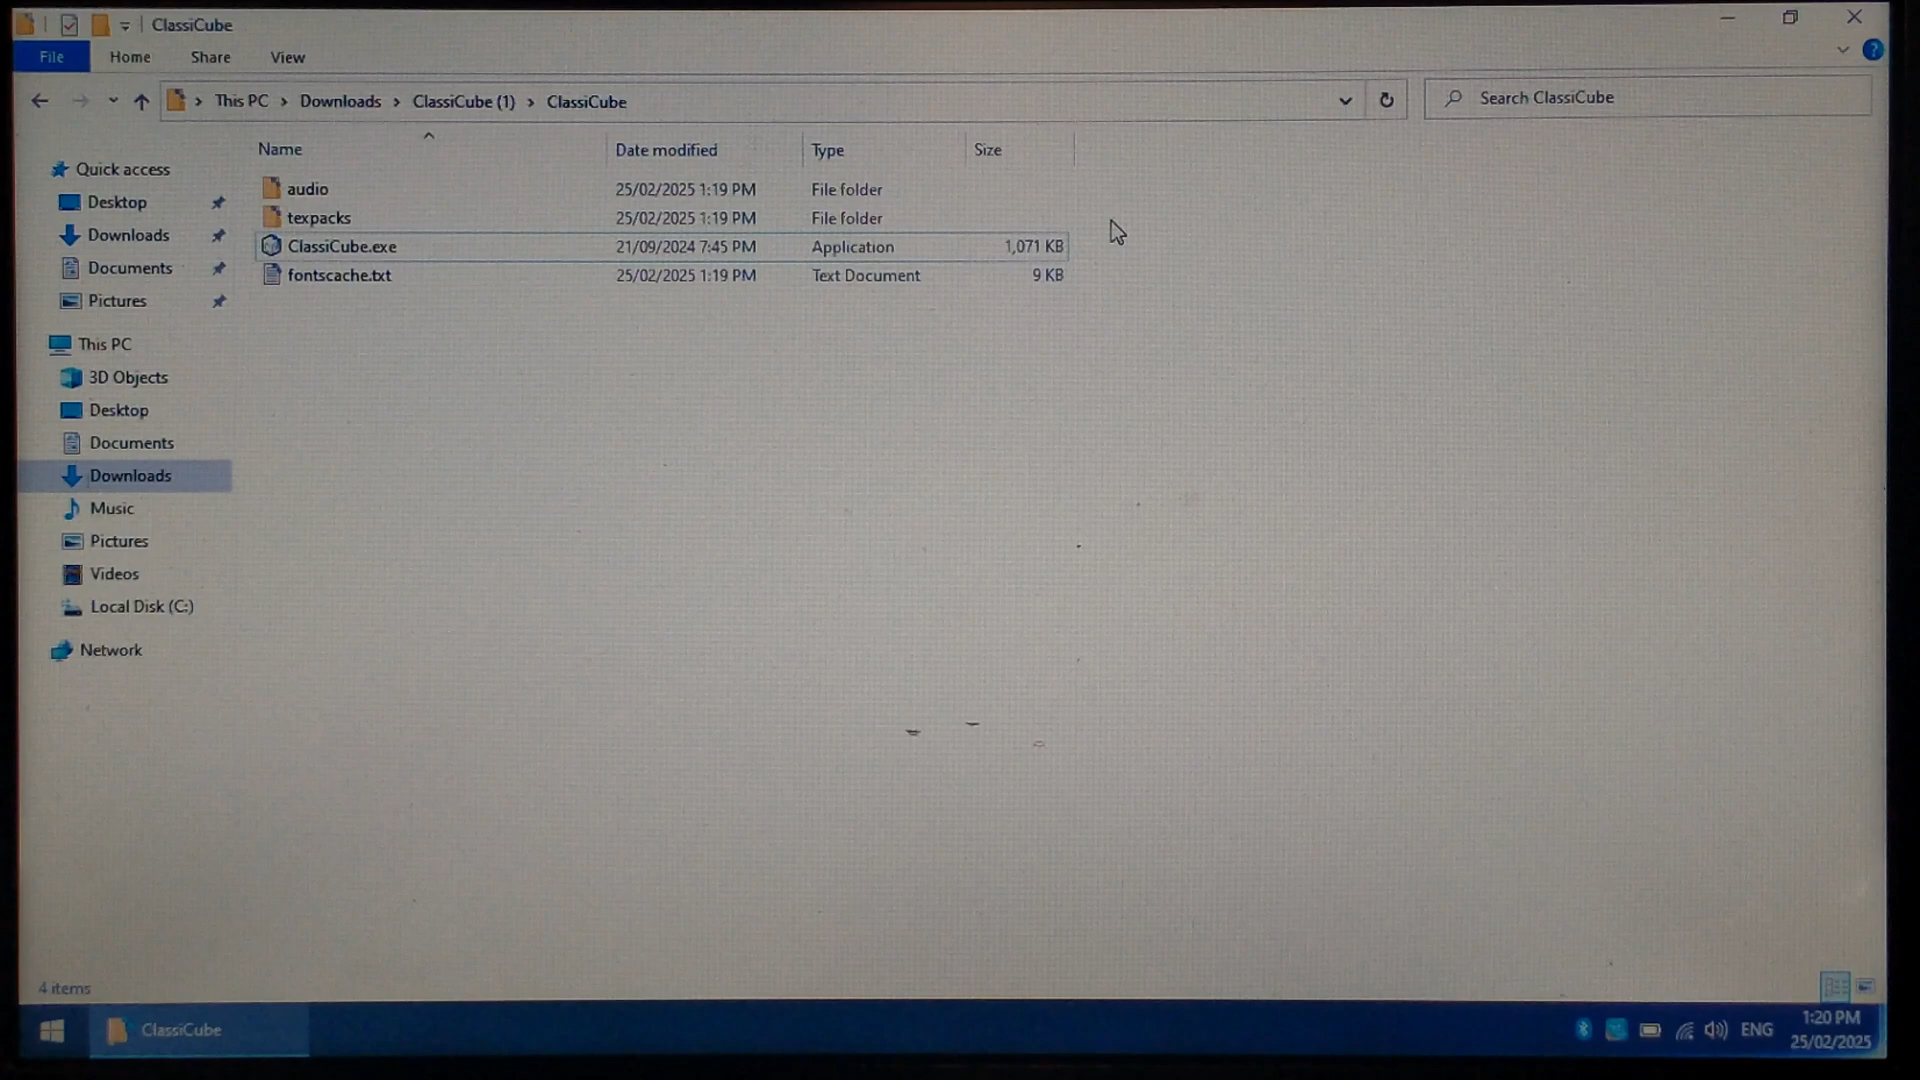 ClassiCube
File Home Share View
This PC Downloads ClassiCube (1) ClassiCube
Search ClassiCube
Name Date modified Type Size
Quick access
Desktop
Downloads
Documents
Pictures
This PC
3D Objects
Desktop
Documents
Downloads
Music
Pictures
Videos
Local Disk (C:)
Network
audio 25/02/2025 1:19 PM File folder
texpacks 25/02/2025 1:19 PM File folder
ClassiCube.exe 21/09/2024 7:45 PM Application 1,071 KB
fontscache.txt 25/02/2025 1:19 PM Text Document 9 KB
4 items
ClassiCube
ENG
1:20 PM
25/02/2025